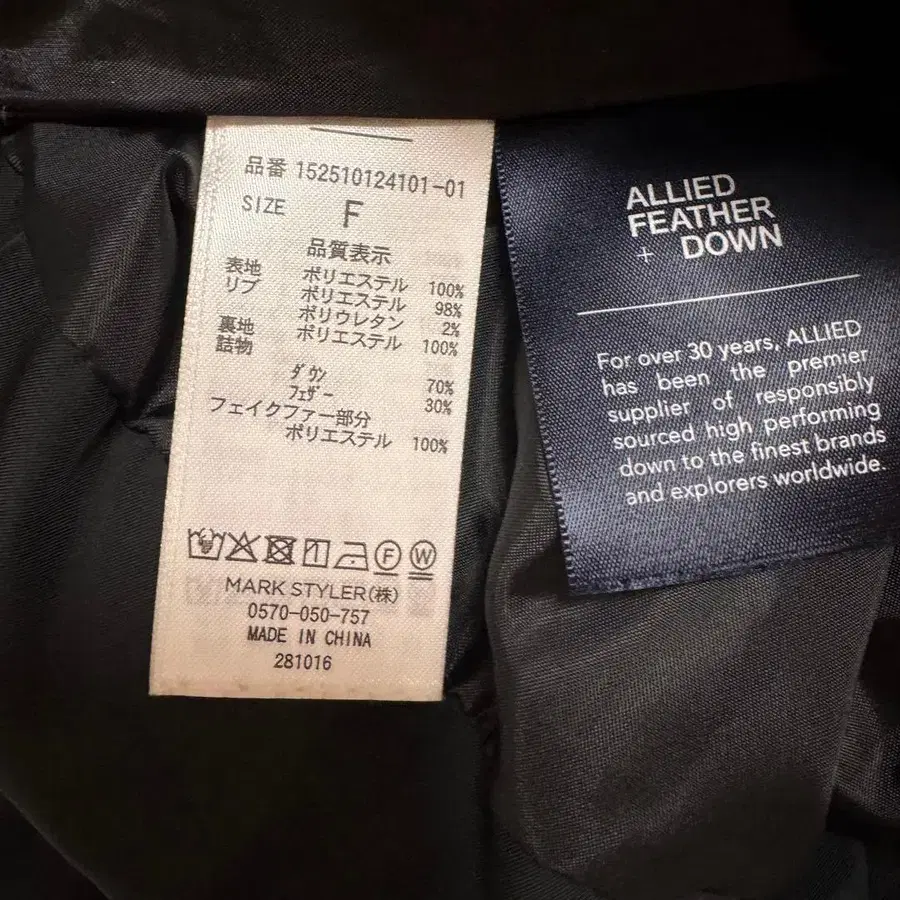 品番 152510124101-01
SIZE F
品質表示
表地 ポリエステル 100%
リブ ポリエステル 98%
ポリウレタン 2%
裏地 ポリエステル 100%
詰物
ダウン 70%
フェザー 30%
フェイクファー部分
ポリエステル 100%
F W
MARK STYLER(株)
0570-050-757
MADE IN CHINA
281016
ALLIED
FEATHER
+ DOWN
For over 30 years, ALLIED
has been the premier
supplier of responsibly
sourced high performing
down to the finest brands
and explorers worldwide.